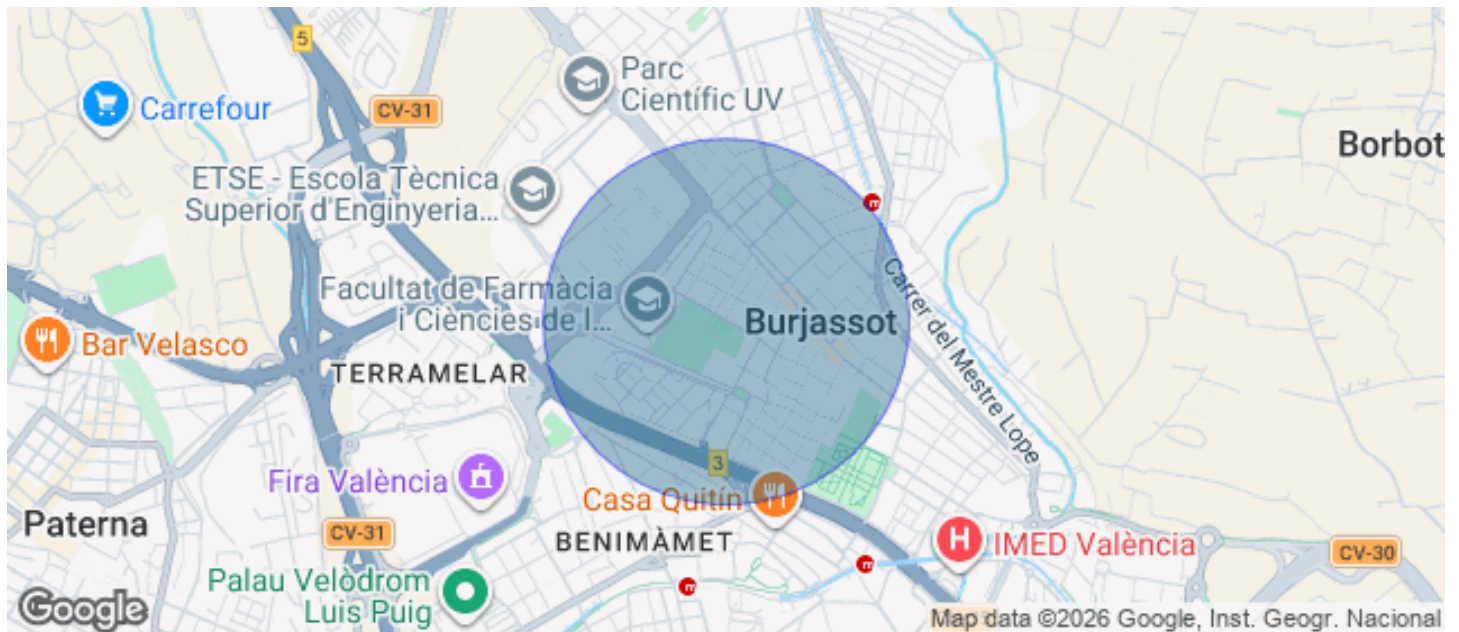 5
Parc
Científic UV
Carrefour
CV-31
Borbot
ETSE - Escola Tècnica
Superior d'Enginyeria...
Facultat de Farmàcia
i Ciències de l...
Burjassot
Carrer del Mestre Lope
Bar Velasco
TERRAMELAR
3
Fira València
Casa Quitín
Paterna
CV-31
BENIMÀMET
IMED València
CV-30
Palau Velòdrom
Luis Puig
Google
Map data ©2026 Google, Inst. Geogr. Nacional